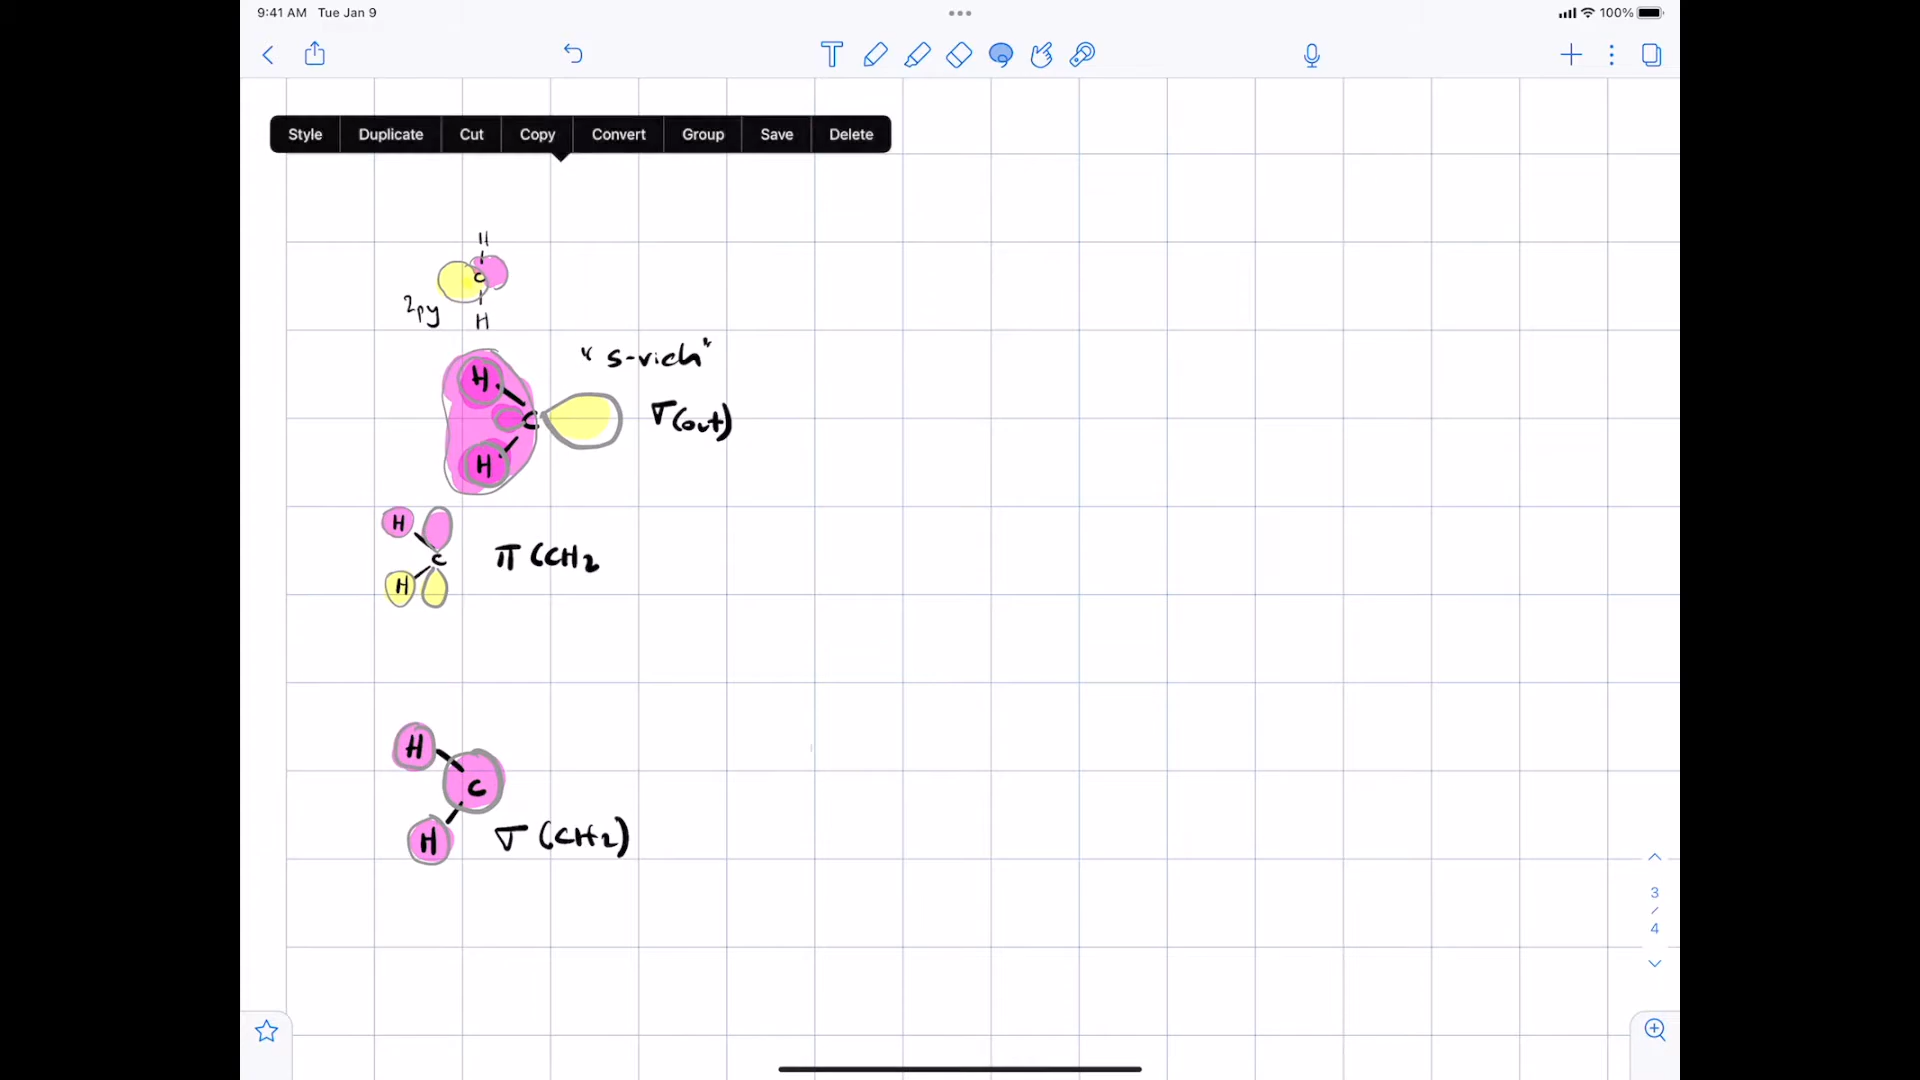 9:41 AM Tue Jan 9
100%
Style Duplicate Cut Copy Convert Group Save Delete
H
C
2py
H
"s-rich"
H
C
σ(out)
H
H
C
π(CH2
H
H
C
H
σ(CH2)
3
/
4